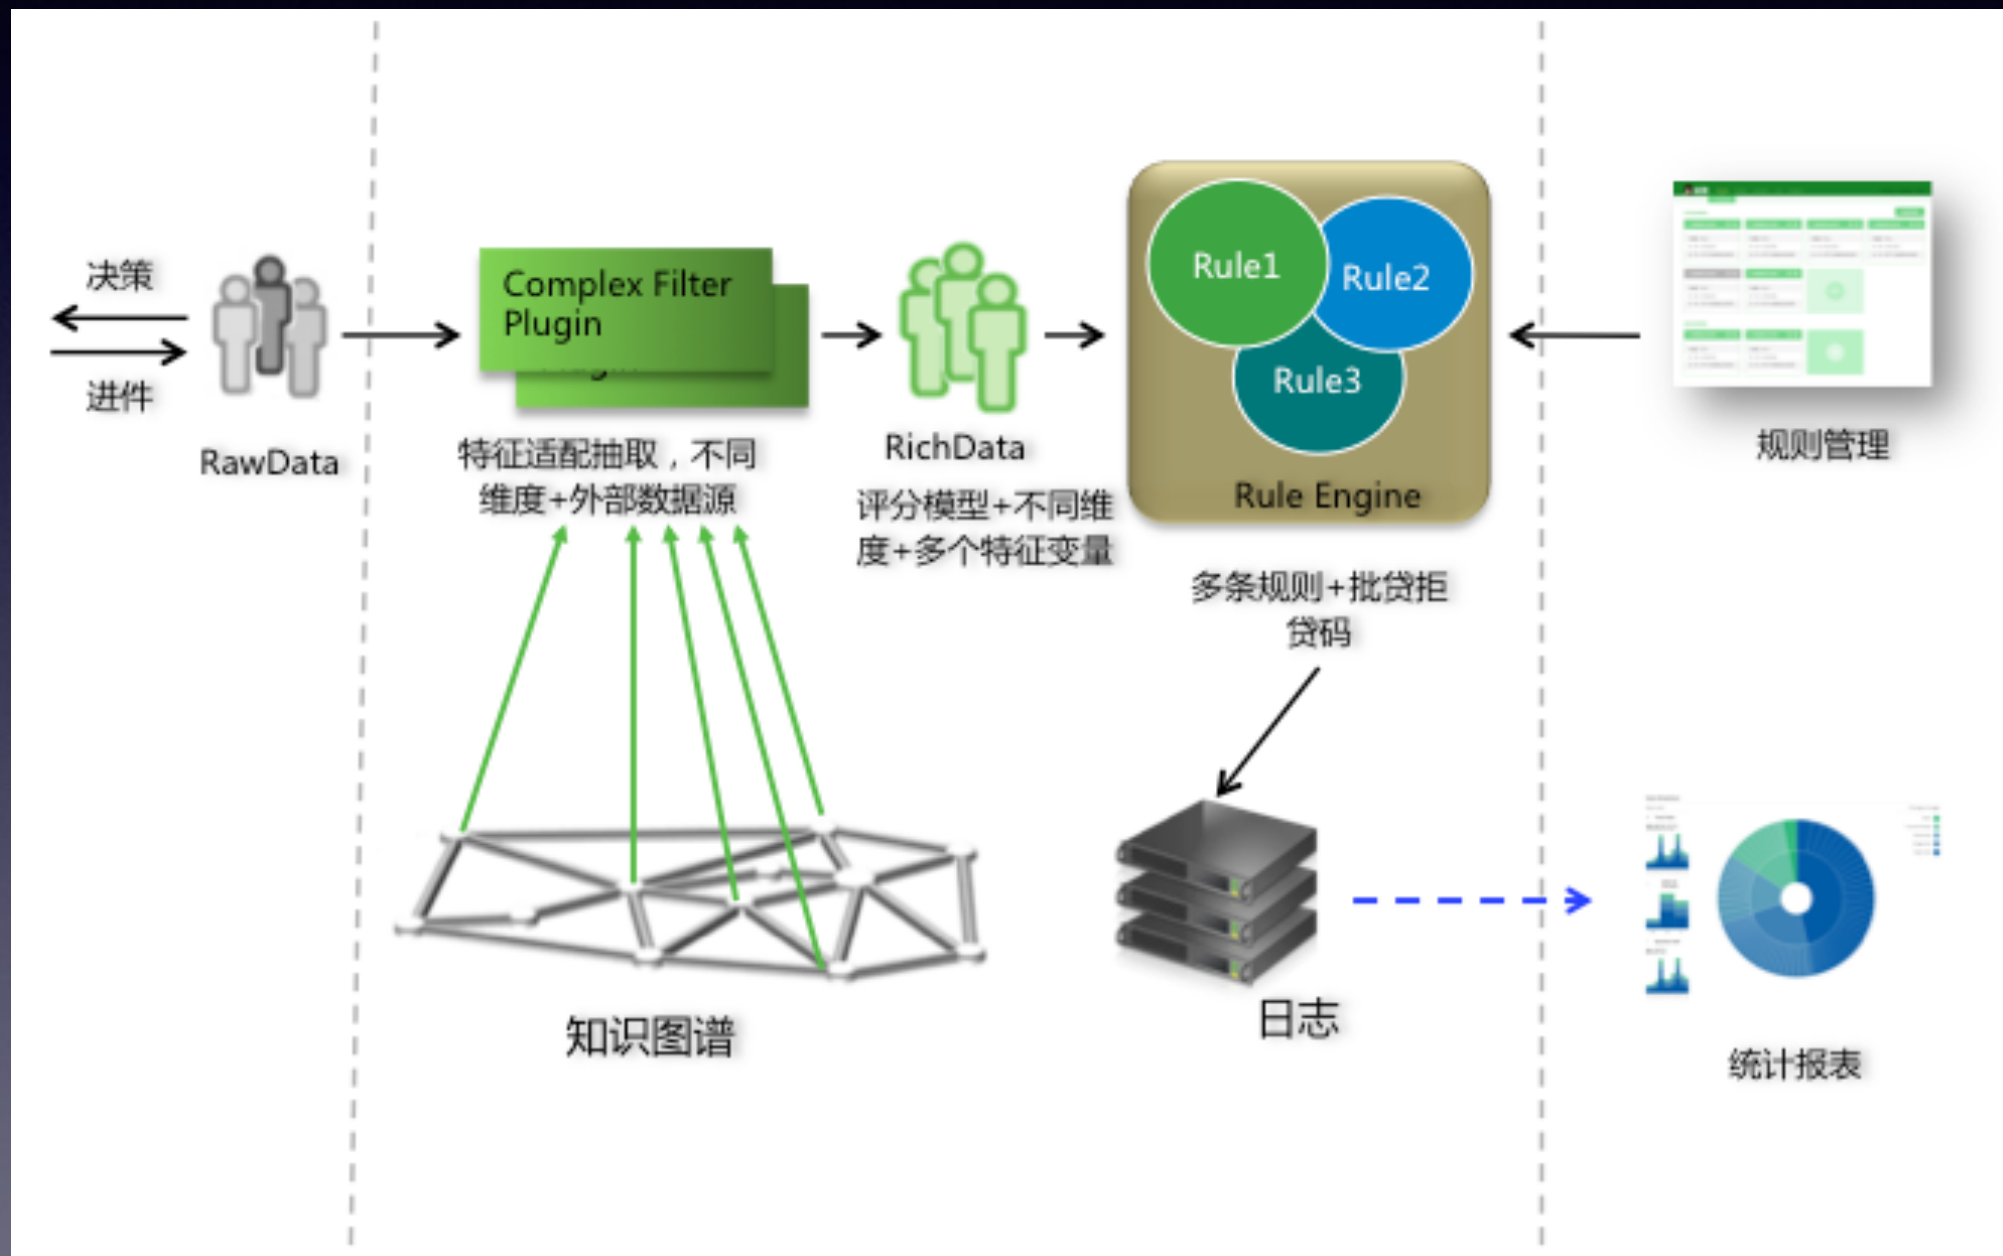 决策
进件
RawData
Complex Filter
Plugin
特征适配抽取，不同
维度+外部数据源
RichData
评分模型+不同维
度+多个特征变量
Rule1
Rule2
Rule3
Rule Engine
多条规则+批贷拒
贷码
规则管理
知识图谱
日志
统计报表